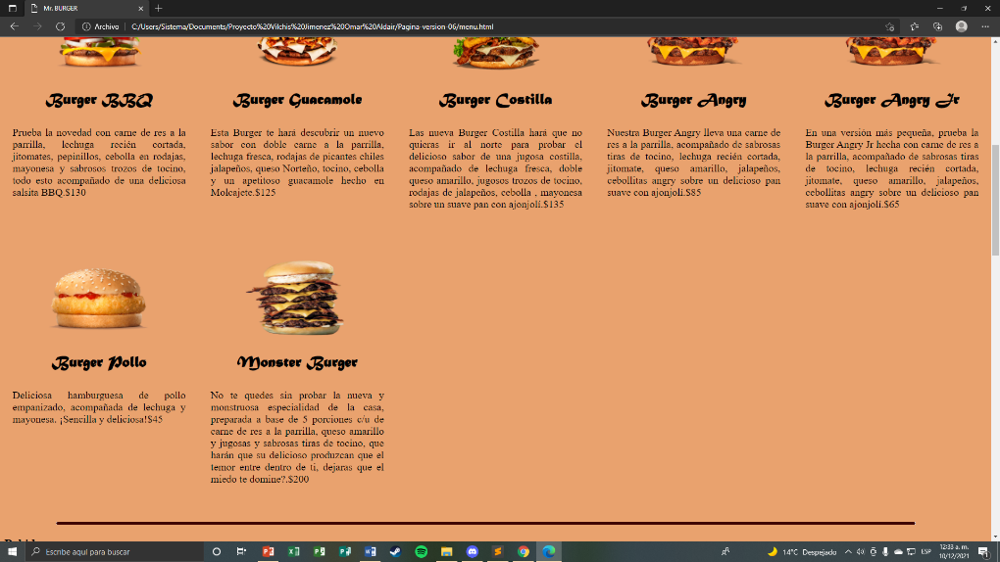 Mr. BURGER
Archivo
C:/Users/Sistema/Documents/Proyecto%20Vilchis%20Jimenez%20Omar%20Aldair/Pagina-version-06/menu.html
Burger BBQ
Prueba la novedad con carne de res a la
parrilla, lechuga recién cortada,
jitomates, pepinillos, cebolla en rodajas,
mayonesa y sabrosos trozos de tocino,
todo esto acompañado de una deliciosa
salsita BBQ.$130
Burger Guacamole
Esta Burger te hará descubrir un nuevo
sabor con doble carne a la parrilla,
lechuga fresca, rodajas de picantes chiles
jalapeños, queso Norteño, tocino, cebolla
y un apetitoso guacamole hecho en
Molcajete.$125
Burger Costilla
Las nueva Burger Costilla hará que no
quieras ir al norte para probar el
delicioso sabor de una jugosa costilla,
acompañado de lechuga fresca, doble
queso amarillo, jugosos trozos de tocino,
rodajas de jalapeños, cebolla , mayonesa
sobre un suave pan con ajonjolí.$135
Burger Angry
Nuestra Burger Angry lleva una carne de
res a la parrilla, acompañado de sabrosas
tiras de tocino, lechuga recién cortada,
jitomate, queso amarillo, jalapeños,
cebollitas angry sobre un delicioso pan
suave con ajonjolí.$85
Burger Angry Jr
En una versión más pequeña, prueba la
Burger Angry Jr hecha con carne de res a
la parrilla, acompañado de sabrosas tiras
de tocino, lechuga recién cortada,
jitomate, queso amarillo, jalapeños,
cebollitas angry sobre un delicioso pan
suave con ajonjolí.$65
Burger Pollo
Deliciosa hamburguesa de pollo
empanizado, acompañada de lechuga y
mayonesa. ¡Sencilla y deliciosa!$45
Monster Burger
No te quedes sin probar la nueva y
monstruosa especialidad de la casa,
preparada a base de 5 porciones c/u de
carne de res a la parrilla, queso amarillo
y jugosas y sabrosas tiras de tocino, que
harán que su delicioso produzcan que el
temor entre dentro de ti, dejaras que el
miedo te domine?.$200
Escribe aquí para buscar
14°C Despejado
ESP
12:33 a. m.
10/12/2021